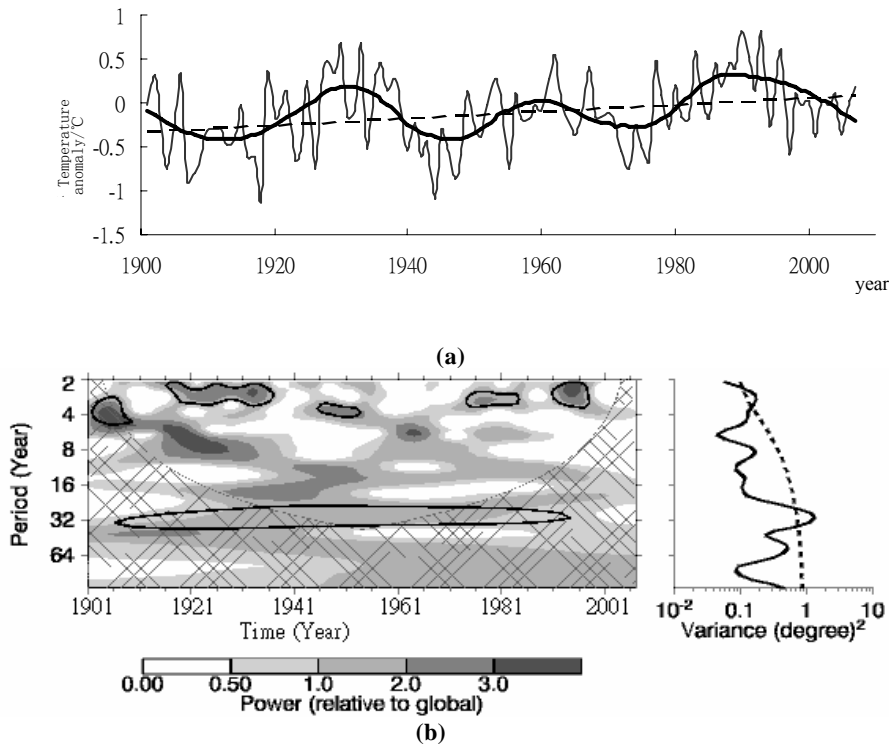 1
0.5
0
-0.5
-1
-1.5
Temperature
anomaly/℃
1900 1920 1940 1960 1980 2000
year
(a)
2
4
8
16
32
64
Period (Year)
1901 1921 1941 1961 1981 2001
Time (Year)
10-2 0.1 1 10
Variance (degree)2
0.00 0.50 1.0 2.0 3.0
Power (relative to global)
(b)